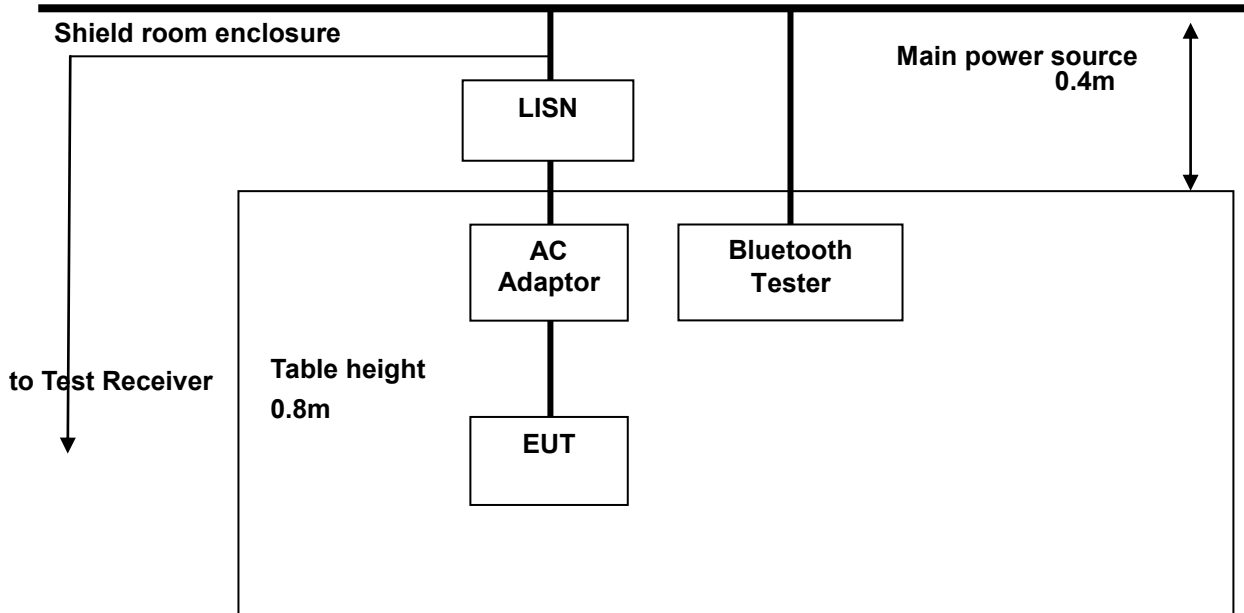 Shield room enclosure
Main power source
0.4m
LISN
AC
Adaptor
Bluetooth
Tester
to Test Receiver
Table height
0.8m
EUT